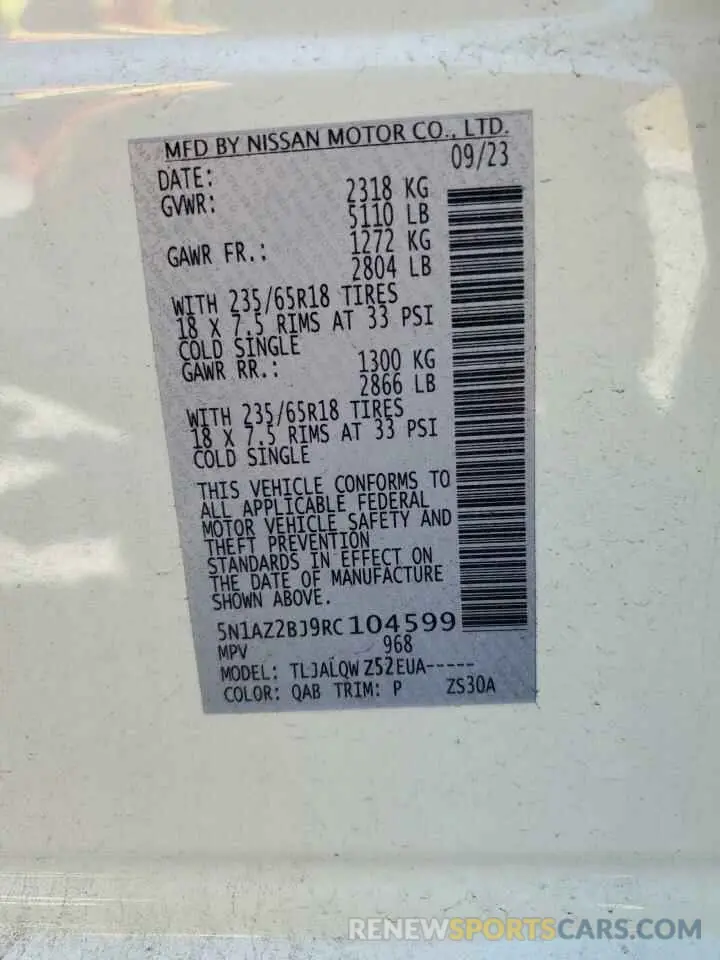 MFD BY NISSAN MOTOR CO., LTD.
DATE: 09/23
GVWR: 2318 KG
5110 LB
GAWR FR.: 1272 KG
2804 LB
WITH 235/65R18 TIRES
18 X 7.5 RIMS AT 33 PSI
COLD SINGLE
GAWR RR.: 1300 KG
2866 LB
WITH 235/65R18 TIRES
18 X 7.5 RIMS AT 33 PSI
COLD SINGLE
THIS VEHICLE CONFORMS TO
ALL APPLICABLE FEDERAL
MOTOR VEHICLE SAFETY AND
THEFT PREVENTION
STANDARDS IN EFFECT ON
THE DATE OF MANUFACTURE
SHOWN ABOVE.
5N1AZ2BJ9RC104599
MPV 968
MODEL: TLJALQW Z52EUA-----
COLOR: QAB TRIM: P ZS30A
RENEWSPORTSCARS.COM